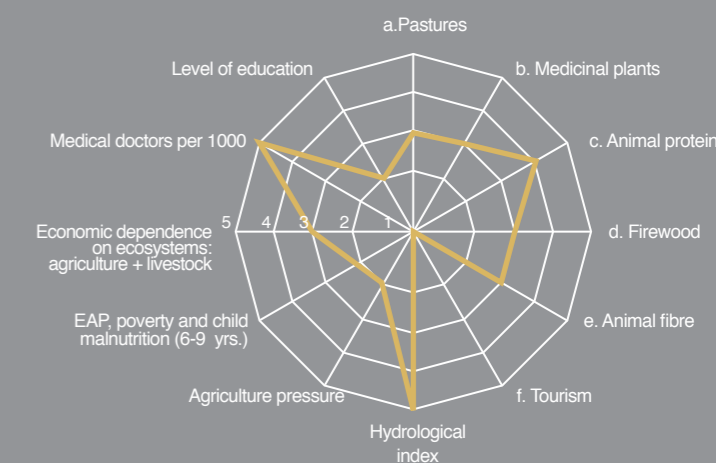 a.Pastures
Level of education
b. Medicinal plants
Medical doctors per 1000
c. Animal protein
5 4 3 2 1
Economic dependence
on ecosystems:
agriculture + livestock
d. Firewood
EAP, poverty and child
malnutrition (6-9 yrs.)
e. Animal fibre
Agriculture pressure
f. Tourism
Hydrological
index